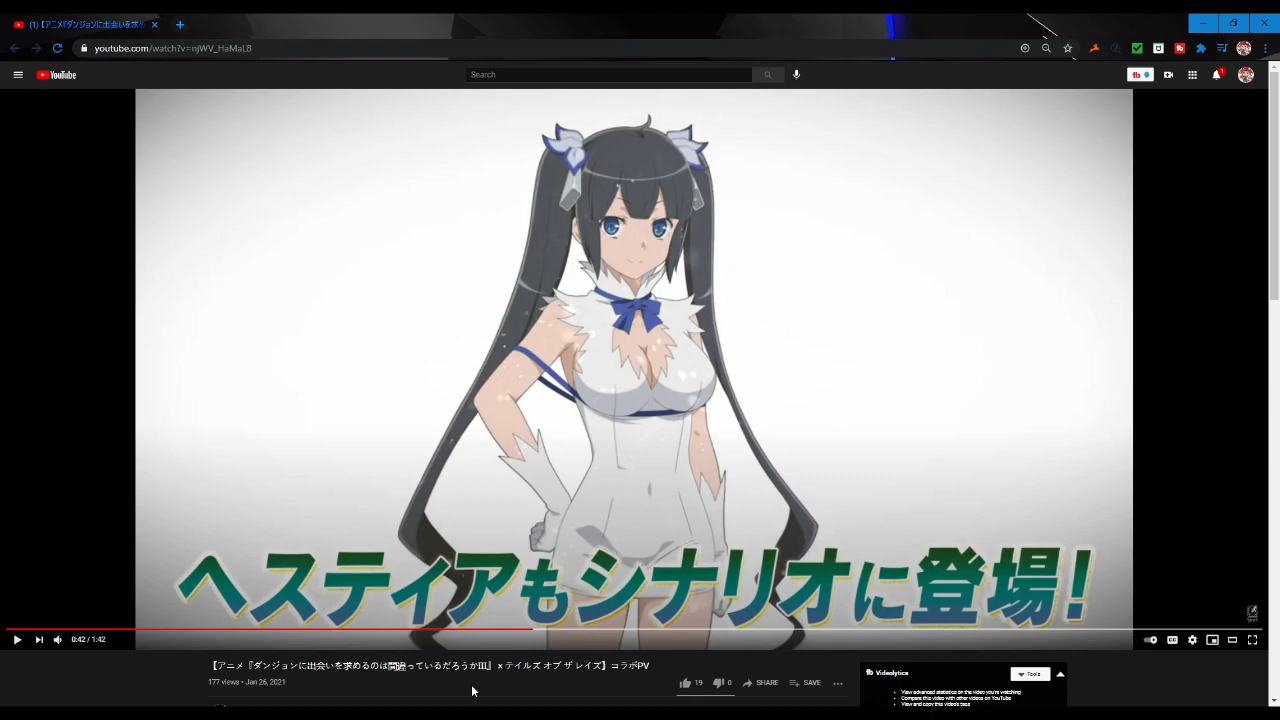 (1)【アニメ『ダンジョンに出会いを求め
youtube.com/watch?v=njWV_HaMaL8
YouTube
Search
ヘスティアもシナリオに登場!
0:42 / 1:42
【アニメ『ダンジョンに出会いを求めるのは間違っているだろうかIII』 × テイルズ オブ ザ レイズ】コラボPV
177 views • Jan 26, 2021
19
0
SHARE
SAVE
Videolytics
Tools
View advanced statistics on the video you're watching
Compare this video with other videos on YouTube
View and copy this video's tags